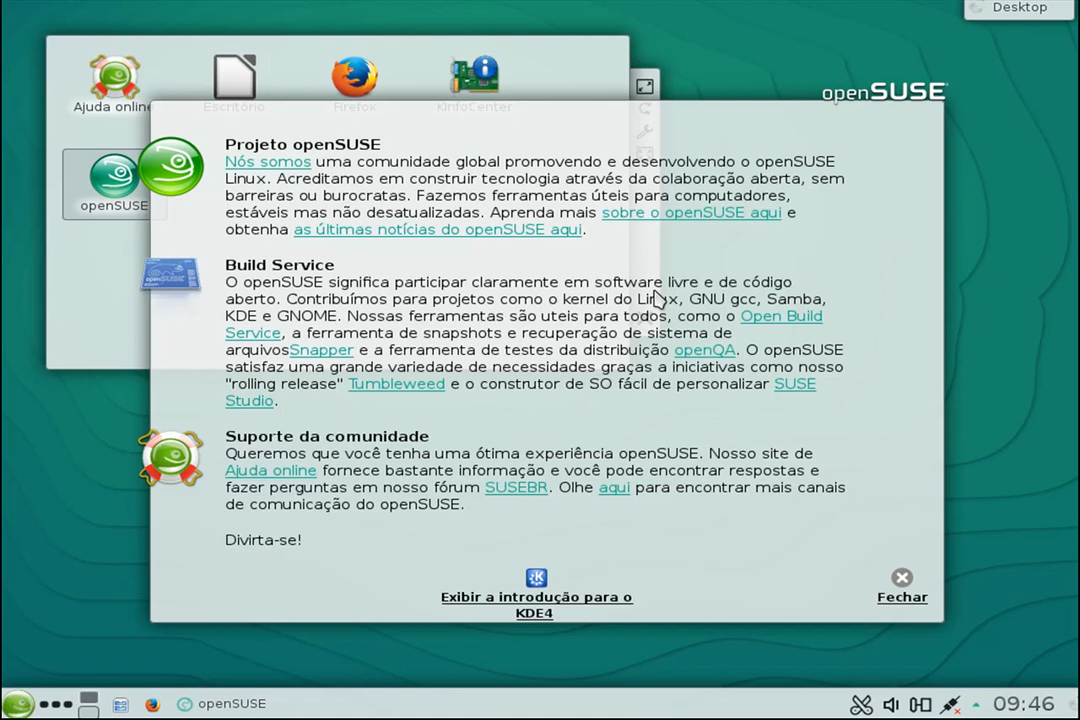 Desktop
Ajuda online
Escritório
Firefox
KInfoCenter
openSUSE
openSUSE
Projeto openSUSE
Nós somos uma comunidade global promovendo e desenvolvendo o openSUSE
Linux. Acreditamos em construir tecnologia através da colaboração aberta, sem
barreiras ou burocratas. Fazemos ferramentas úteis para computadores,
estáveis mas não desatualizadas. Aprenda mais sobre o openSUSE aqui e
obtenha as últimas notícias do openSUSE aqui.
Build Service
O openSUSE significa participar claramente em software livre e de código
aberto. Contribuímos para projetos como o kernel do Linux, GNU gcc, Samba,
KDE e GNOME. Nossas ferramentas são uteis para todos, como o Open Build
Service, a ferramenta de snapshots e recuperação de sistema de
arquivosSnapper e a ferramenta de testes da distribuição openQA. O openSUSE
satisfaz uma grande variedade de necessidades graças a iniciativas como nosso
"rolling release" Tumbleweed e o construtor de SO fácil de personalizar SUSE
Studio.
Suporte da comunidade
Queremos que você tenha uma ótima experiência openSUSE. Nosso site de
Ajuda online fornece bastante informação e você pode encontrar respostas e
fazer perguntas em nosso fórum SUSEBR. Olhe aqui para encontrar mais canais
de comunicação do openSUSE.
Divirta-se!
Exibir a introdução para o
KDE4
Fechar
openSUSE
09:46